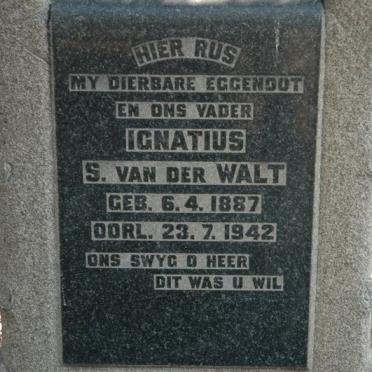 HIER RUS
MY DIERBARE EGGENOOT
EN ONS VADER
IGNATIUS
S. VAN DER WALT
GEB. 6.4.1887
OORL. 23.7.1942
ONS SWYG O HEER
DIT WAS U WIL